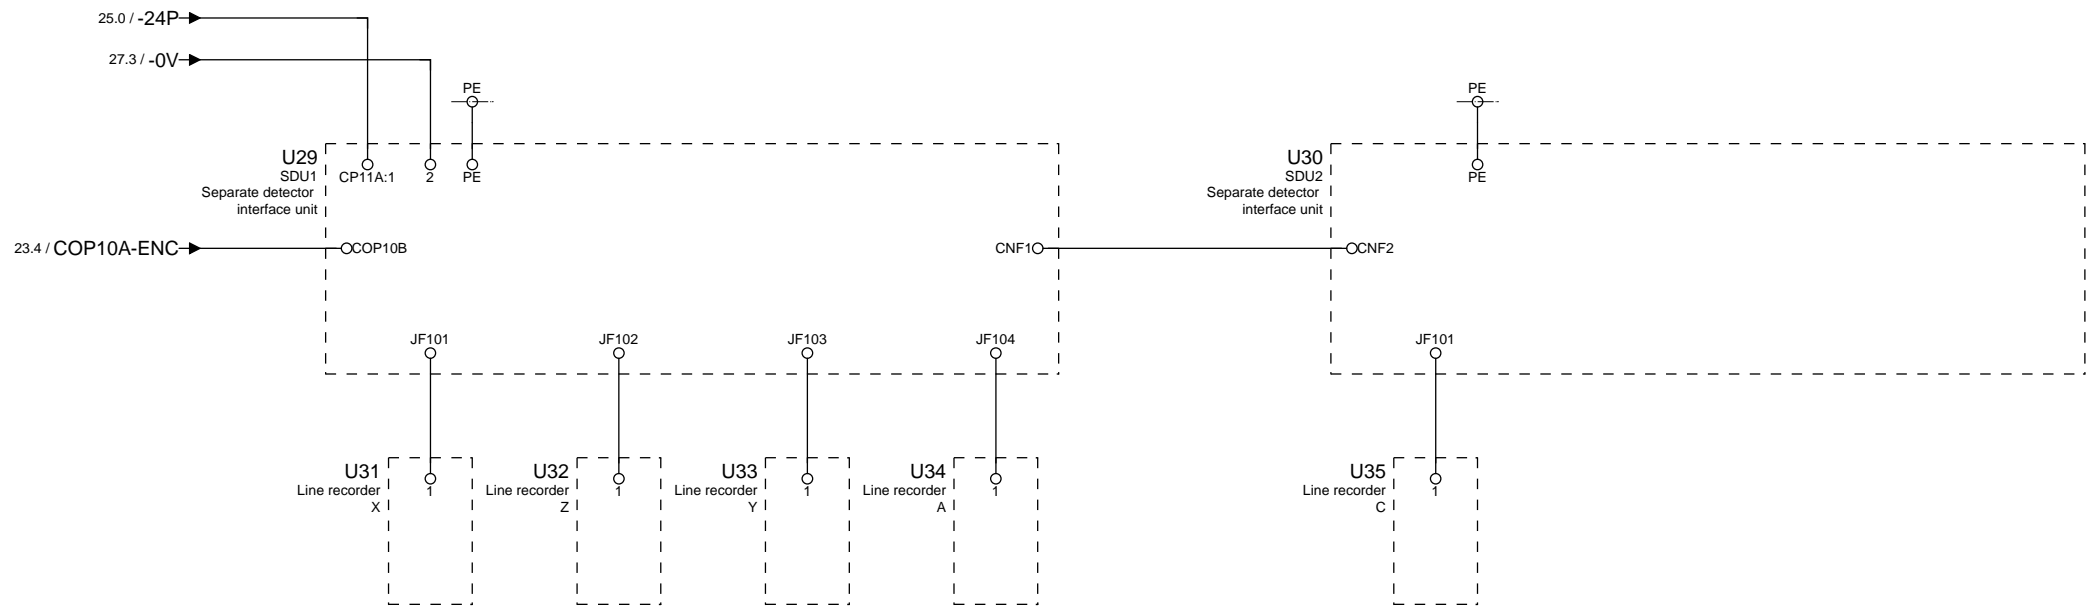 25.0 / -24P
27.3 / -0V
PE
PE
U29
SDU1
Separate detector
interface unit
CP11A:1
2
PE
U30
SDU2
Separate detector
interface unit
PE
23.4 / COP10A-ENC
COP10B
CNF1
CNF2
JF101
JF102
JF103
JF104
JF101
U31
Line recorder
X
1
U32
Line recorder
Z
1
U33
Line recorder
Y
1
U34
Line recorder
A
1
U35
Line recorder
C
1